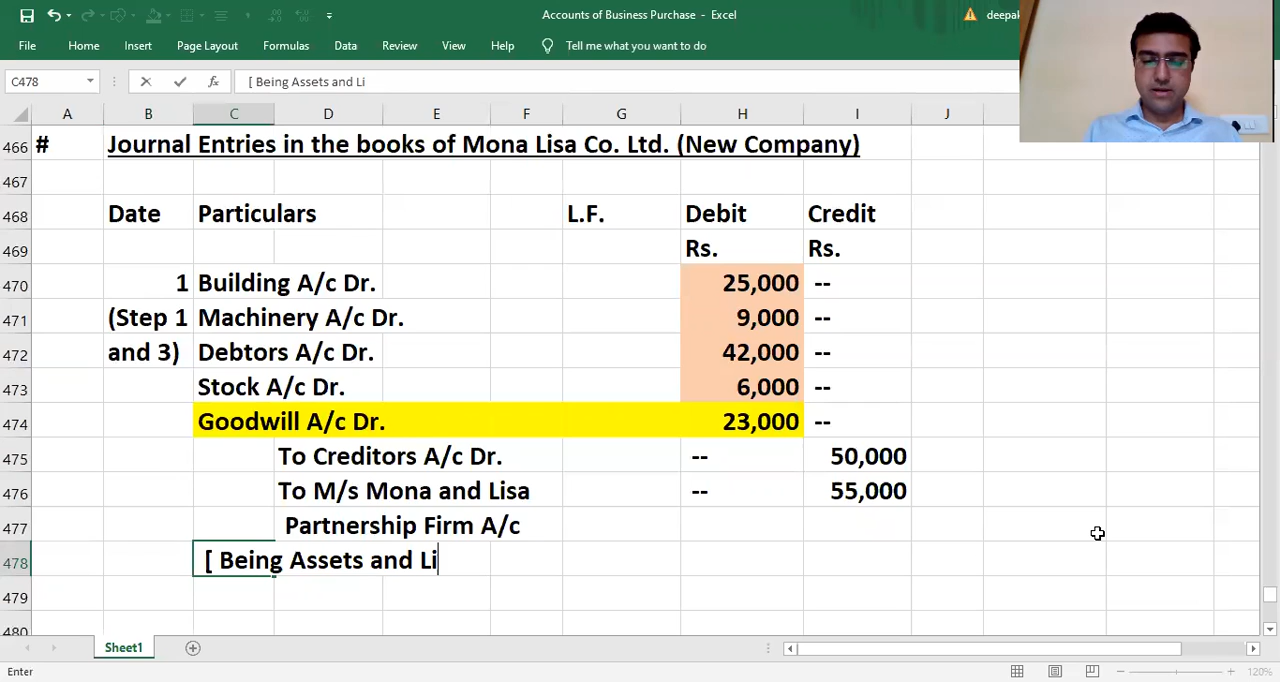 Accounts of Business Purchase - Excel
deepak
File Home Insert Page Layout Formulas Data Review View Help Tell me what you want to do
C478 fx [ Being Assets and Li
A B C D E F G H I J
466 # Journal Entries in the books of Mona Lisa Co. Ltd. (New Company)
467
468 Date Particulars L.F. Debit Credit
469 Rs. Rs.
470 1 Building A/c Dr. 25,000 --
471 (Step 1 Machinery A/c Dr. 9,000 --
472 and 3) Debtors A/c Dr. 42,000 --
473 Stock A/c Dr. 6,000 --
474 Goodwill A/c Dr. 23,000 --
475 To Creditors A/c Dr. -- 50,000
476 To M/s Mona and Lisa -- 55,000
477 Partnership Firm A/c
478 [ Being Assets and Li
479
480
Sheet1
Enter 120%